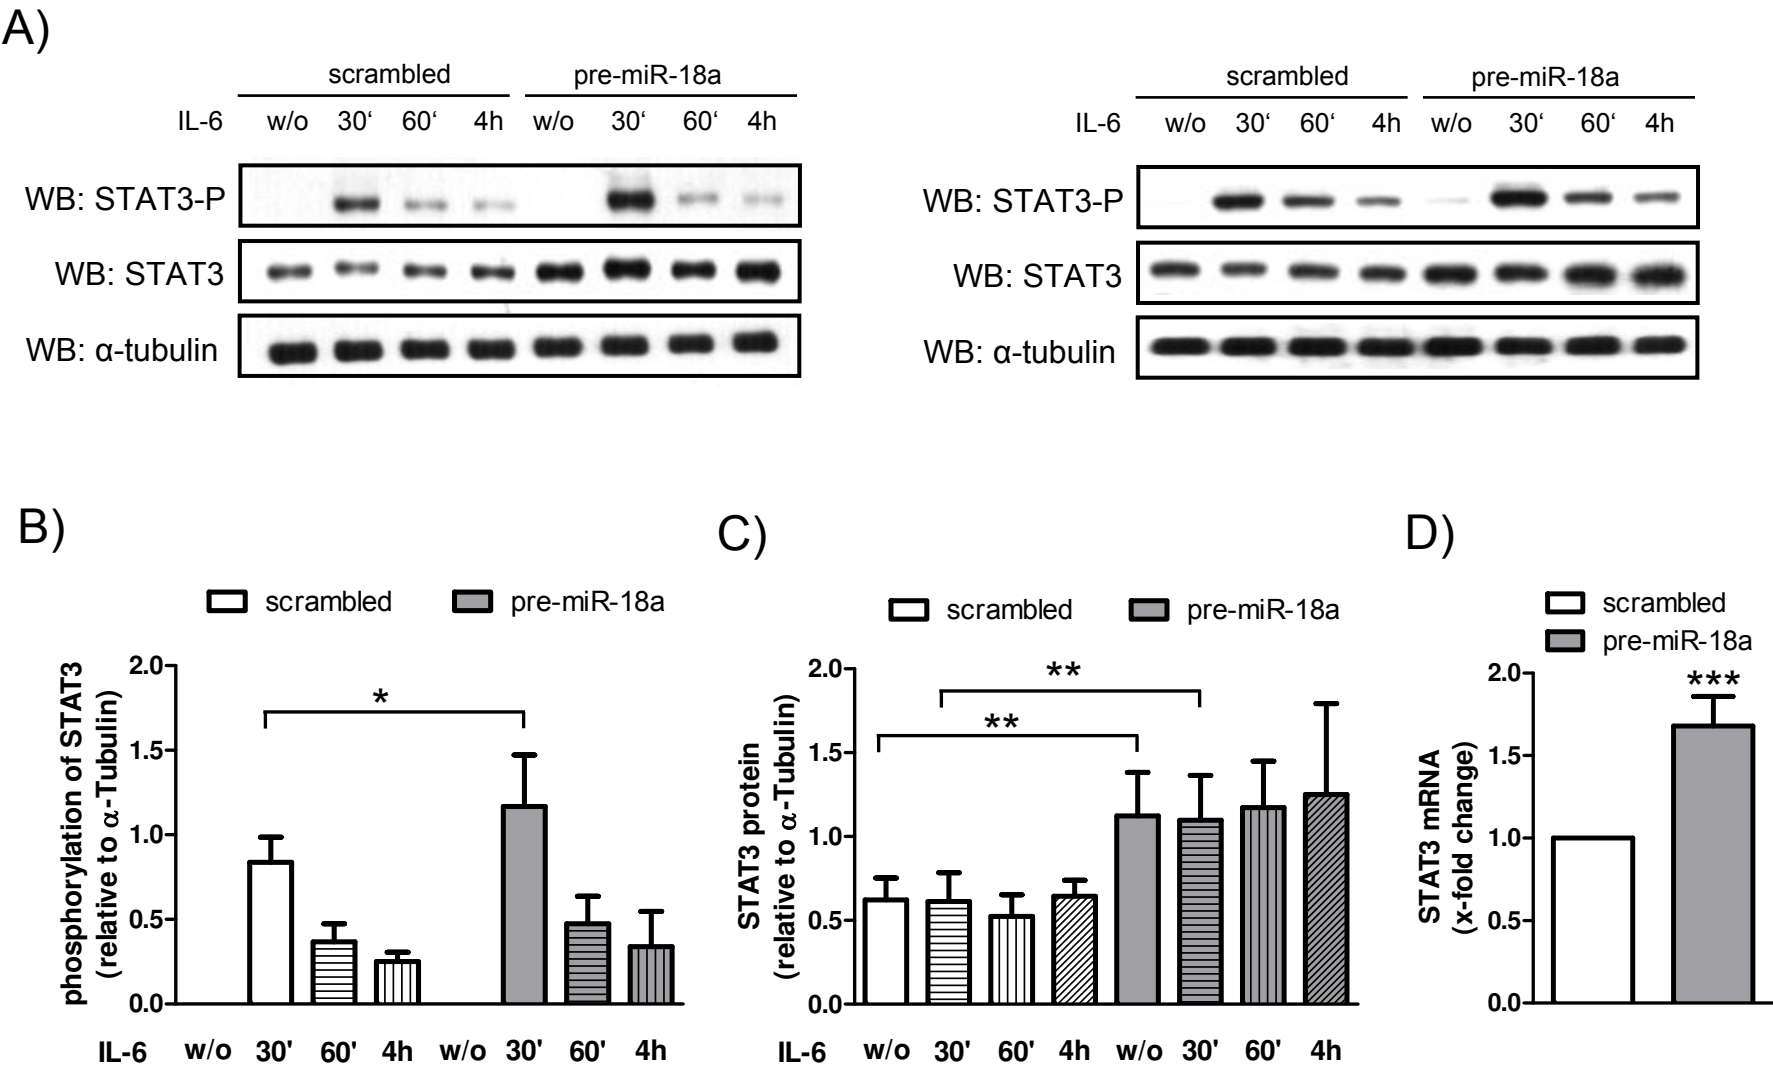 A)
scrambled pre-miR-18a
IL-6 w/o 30‘ 60‘ 4h w/o 30‘ 60‘ 4h
WB: STAT3-P
WB: STAT3
WB: α-tubulin
scrambled pre-miR-18a
IL-6 w/o 30‘ 60‘ 4h w/o 30‘ 60‘ 4h
WB: STAT3-P
WB: STAT3
WB: α-tubulin
B)
scrambled pre-miR-18a
phosphorylation of STAT3
(relative to α-Tubulin)
2.0
1.5
1.0
0.5
0.0
*
IL-6 w/o 30' 60' 4h w/o 30' 60' 4h
C)
scrambled pre-miR-18a
STAT3 protein
(relative to α-Tubulin)
2.0
1.5
1.0
0.5
0.0
**
**
IL-6 w/o 30' 60' 4h w/o 30' 60' 4h
D)
scrambled
pre-miR-18a
STAT3 mRNA
(x-fold change)
2.0
1.5
1.0
0.5
0.0
***